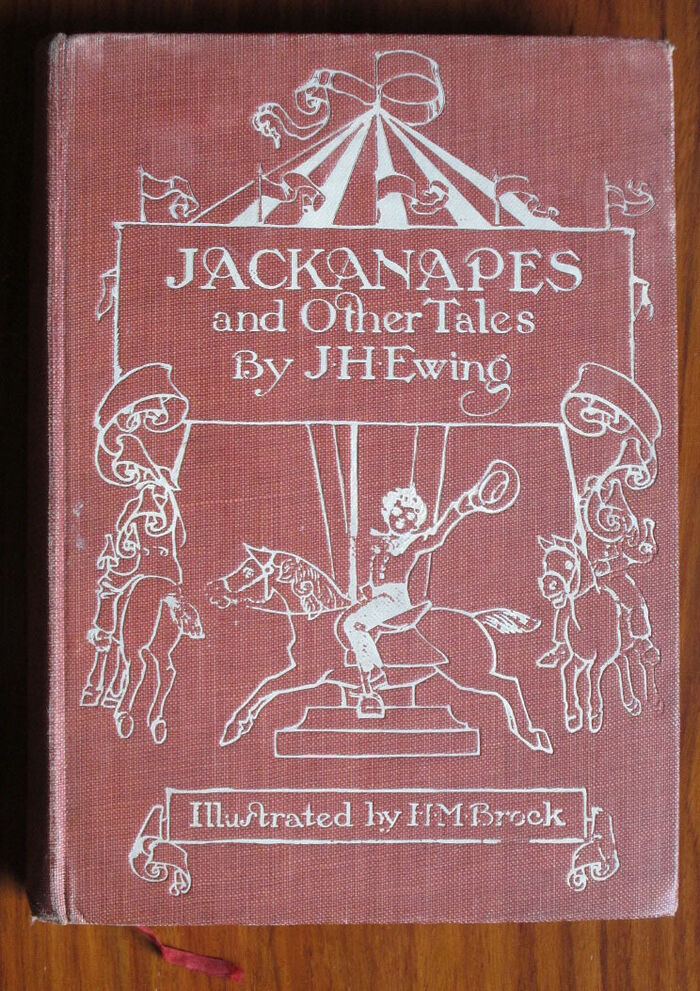 JACKANAPES
and Other Tales
By J·H·Ewing
Illustrated by H·M·Brock